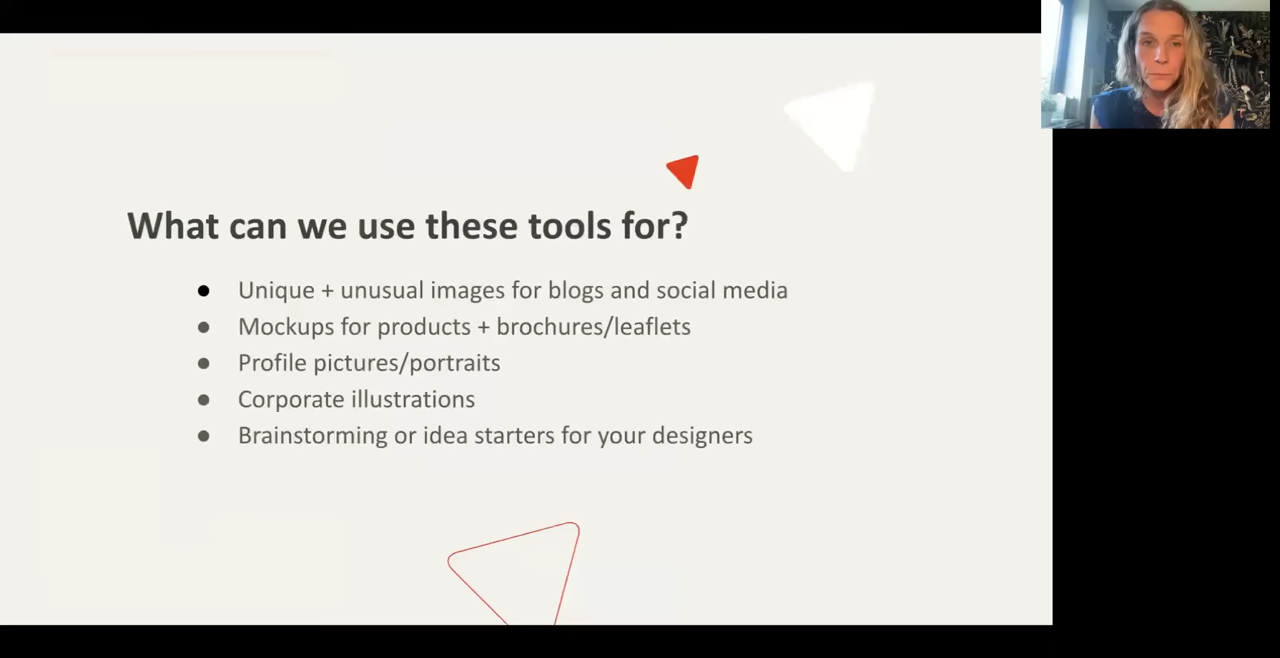 What can we use these tools for?
● Unique + unusual images for blogs and social media
● Mockups for products + brochures/leaflets
● Profile pictures/portraits
● Corporate illustrations
● Brainstorming or idea starters for your designers